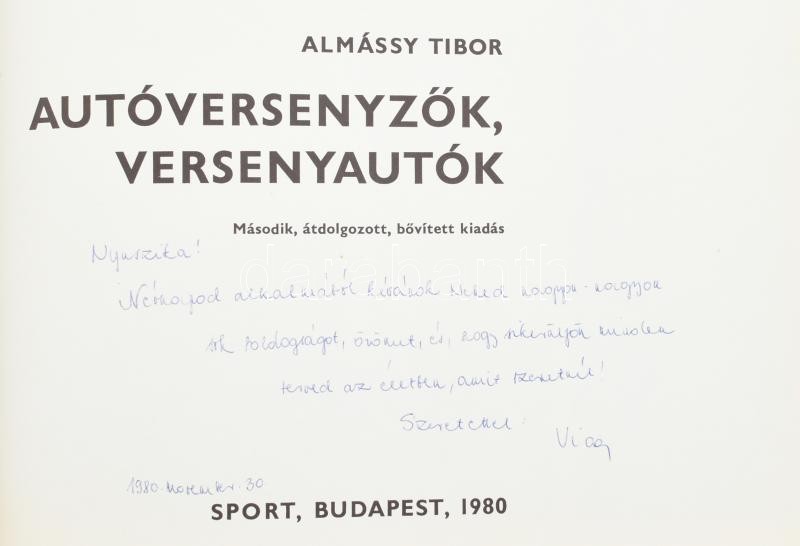 ALMÁSSY TIBOR
AUTÓVERSENYZŐK,
VERSENYAUTÓK
Második, átdolgozott, bővített kiadás
Nyuszika!
Névnapod alkalmából kívánok Neked nagyon-nagyon
sok boldogságot, örömet, és, hogy sikerüljön minden
terved az életben, amit szeretnél!
Szeretettel:
1980. november. 30.
SPORT, BUDAPEST, 1980
darabanth